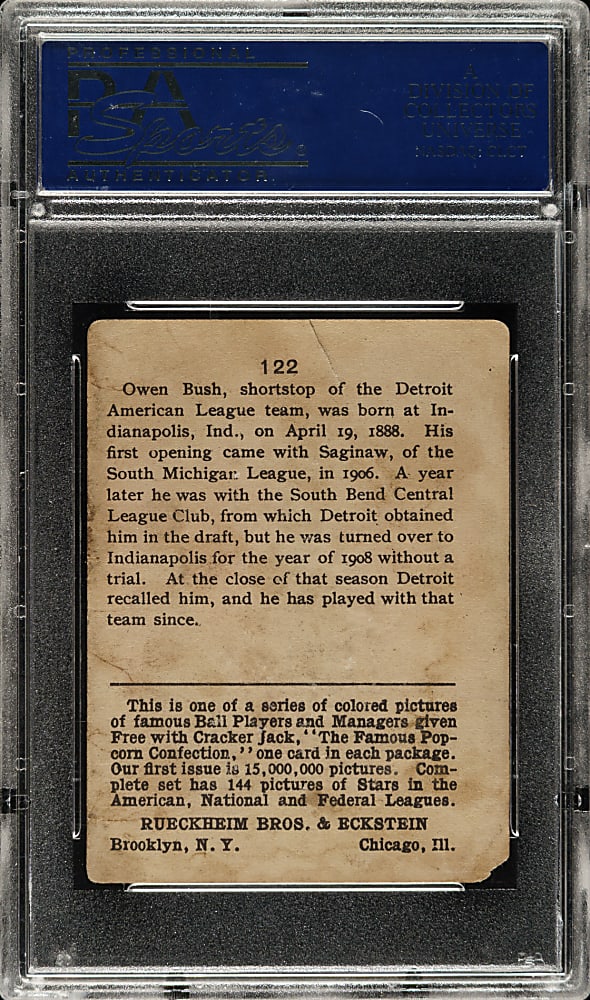 PROFESSIONAL
PSA
Sports
AUTHENTICATOR
A
DIVISION OF
COLLECTORS
UNIVERSE
NASDAQ: CLCT
122
Owen Bush, shortstop of the Detroit
American League team, was born at In-
dianapolis, Ind., on April 19, 1888. His
first opening came with Saginaw, of the
South Michigan League, in 1906. A year
later he was with the South Bend Central
League Club, from which Detroit obtained
him in the draft, but he was turned over to
Indianapolis for the year of 1908 without a
trial. At the close of that season Detroit
recalled him, and he has played with that
team since.
This is one of a series of colored pictures
of famous Ball Players and Managers given
Free with Cracker Jack, "The Famous Pop-
corn Confection," one card in each package.
Our first issue is 15,000,000 pictures. Com-
plete set has 144 pictures of Stars in the
American, National and Federal Leagues.
RUECKHEIM BROS. & ECKSTEIN
Brooklyn, N. Y. Chicago, Ill.
PSA